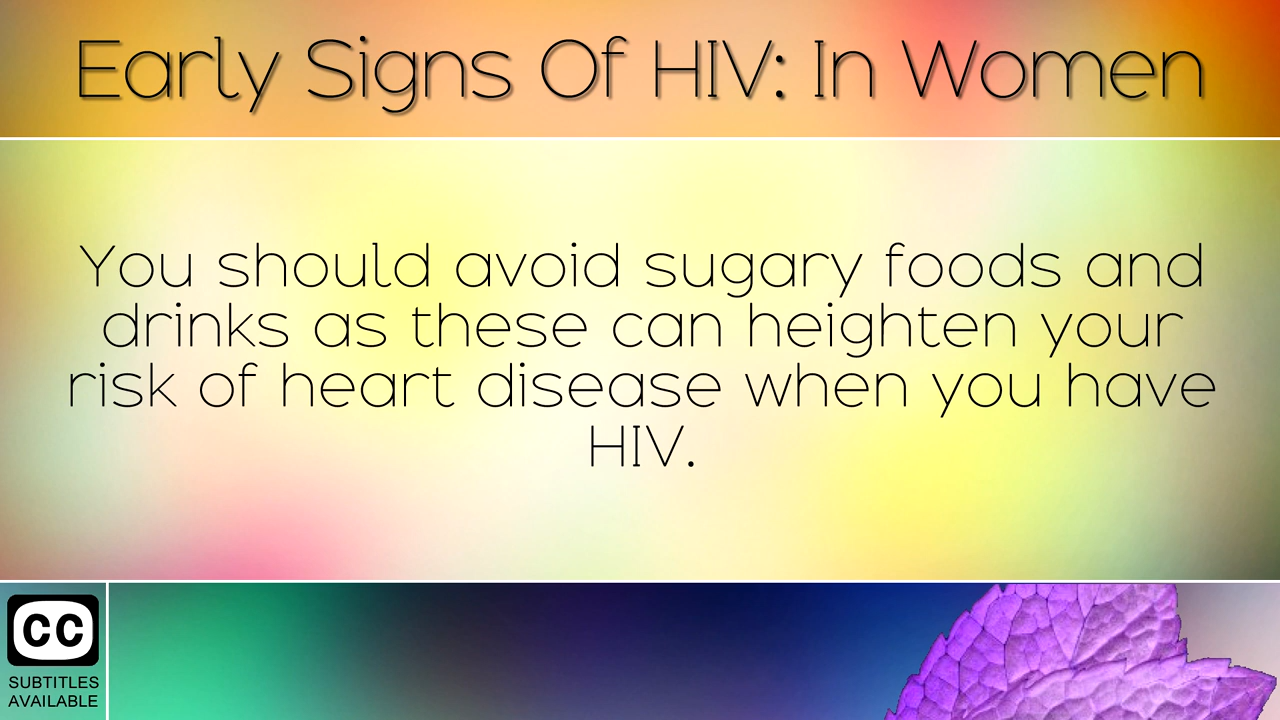 Early Signs Of HIV: In Women
You should avoid sugary foods and
drinks as these can heighten your
risk of heart disease when you have
HIV.
CC
SUBTITLES
AVAILABLE